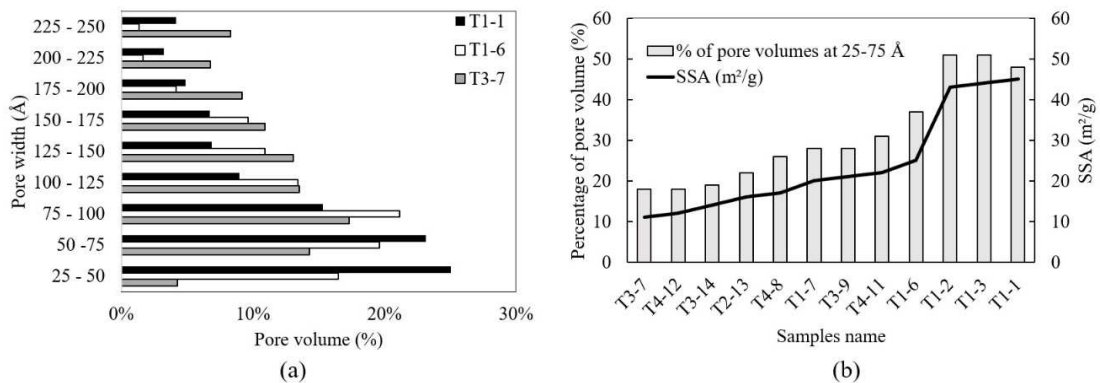 225 - 250
200 - 225
175 - 200
150 - 175
125 - 150
100 - 125
75 - 100
50 -75
25 - 50
Pore width (Å)
0%
10%
20%
30%
Pore volume (%)
T1-1
T1-6
T3-7
(a)
60
50
40
30
20
10
0
Percentage of pore volume (%)
% of pore volumes at 25-75 Å
SSA (m²/g)
60
50
40
30
20
10
0
SSA (m²/g)
T3-7
T4-12
T3-14
T2-13
T4-8
T1-7
T3-9
T4-11
T1-6
T1-2
T1-3
T1-1
Samples name
(b)